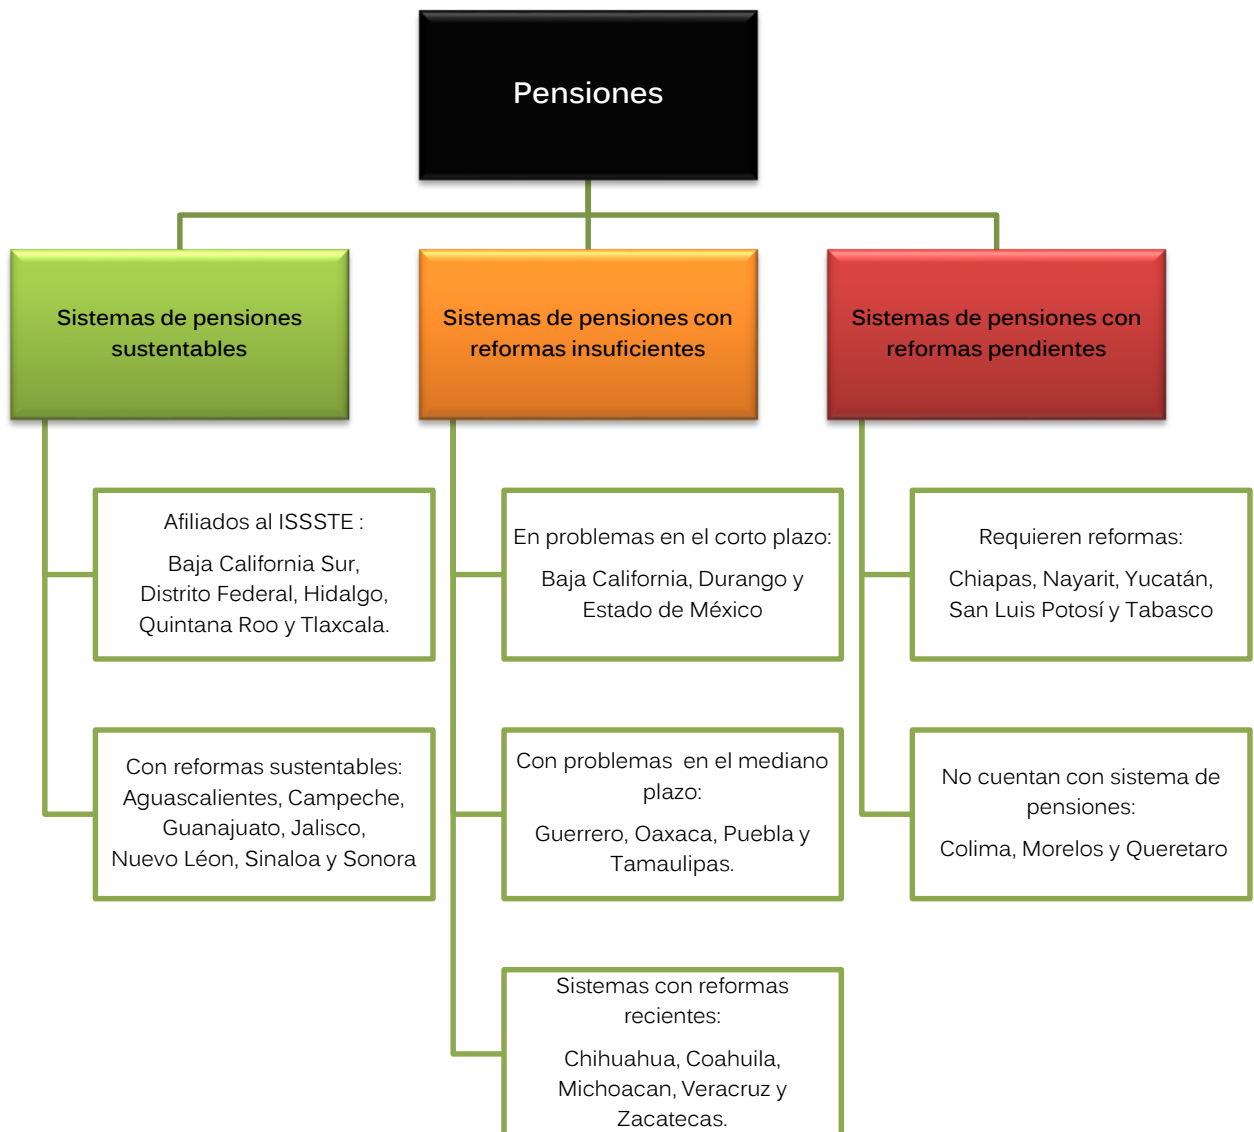 Pensiones
Sistemas de pensiones
sustentables
Afiliados al ISSSTE :
Baja California Sur,
Distrito Federal, Hidalgo,
Quintana Roo y Tlaxcala.
Con reformas sustentables:
Aguascalientes, Campeche,
Guanajuato, Jalisco,
Nuevo Léon, Sinaloa y Sonora
Sistemas de pensiones con
reformas insuficientes
En problemas en el corto plazo:
Baja California, Durango y
Estado de México
Con problemas  en el mediano
plazo:
Guerrero, Oaxaca, Puebla y
Tamaulipas.
Sistemas con reformas
recientes:
Chihuahua, Coahuila,
Michoacan, Veracruz y
Zacatecas.
Sistemas de pensiones con
reformas pendientes
Requieren reformas:
Chiapas, Nayarit, Yucatán,
San Luis Potosí y Tabasco
No cuentan con sistema de
pensiones:
Colima, Morelos y Queretaro